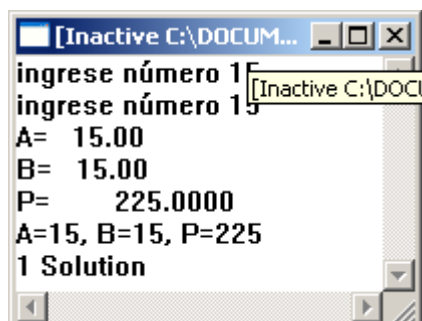 [Inactive C:\DOCUM...
ingrese número 15
[Inactive C:\DOCU
ingrese número 15
A= 15.00
B= 15.00
P= 225.0000
A=15, B=15, P=225
1 Solution